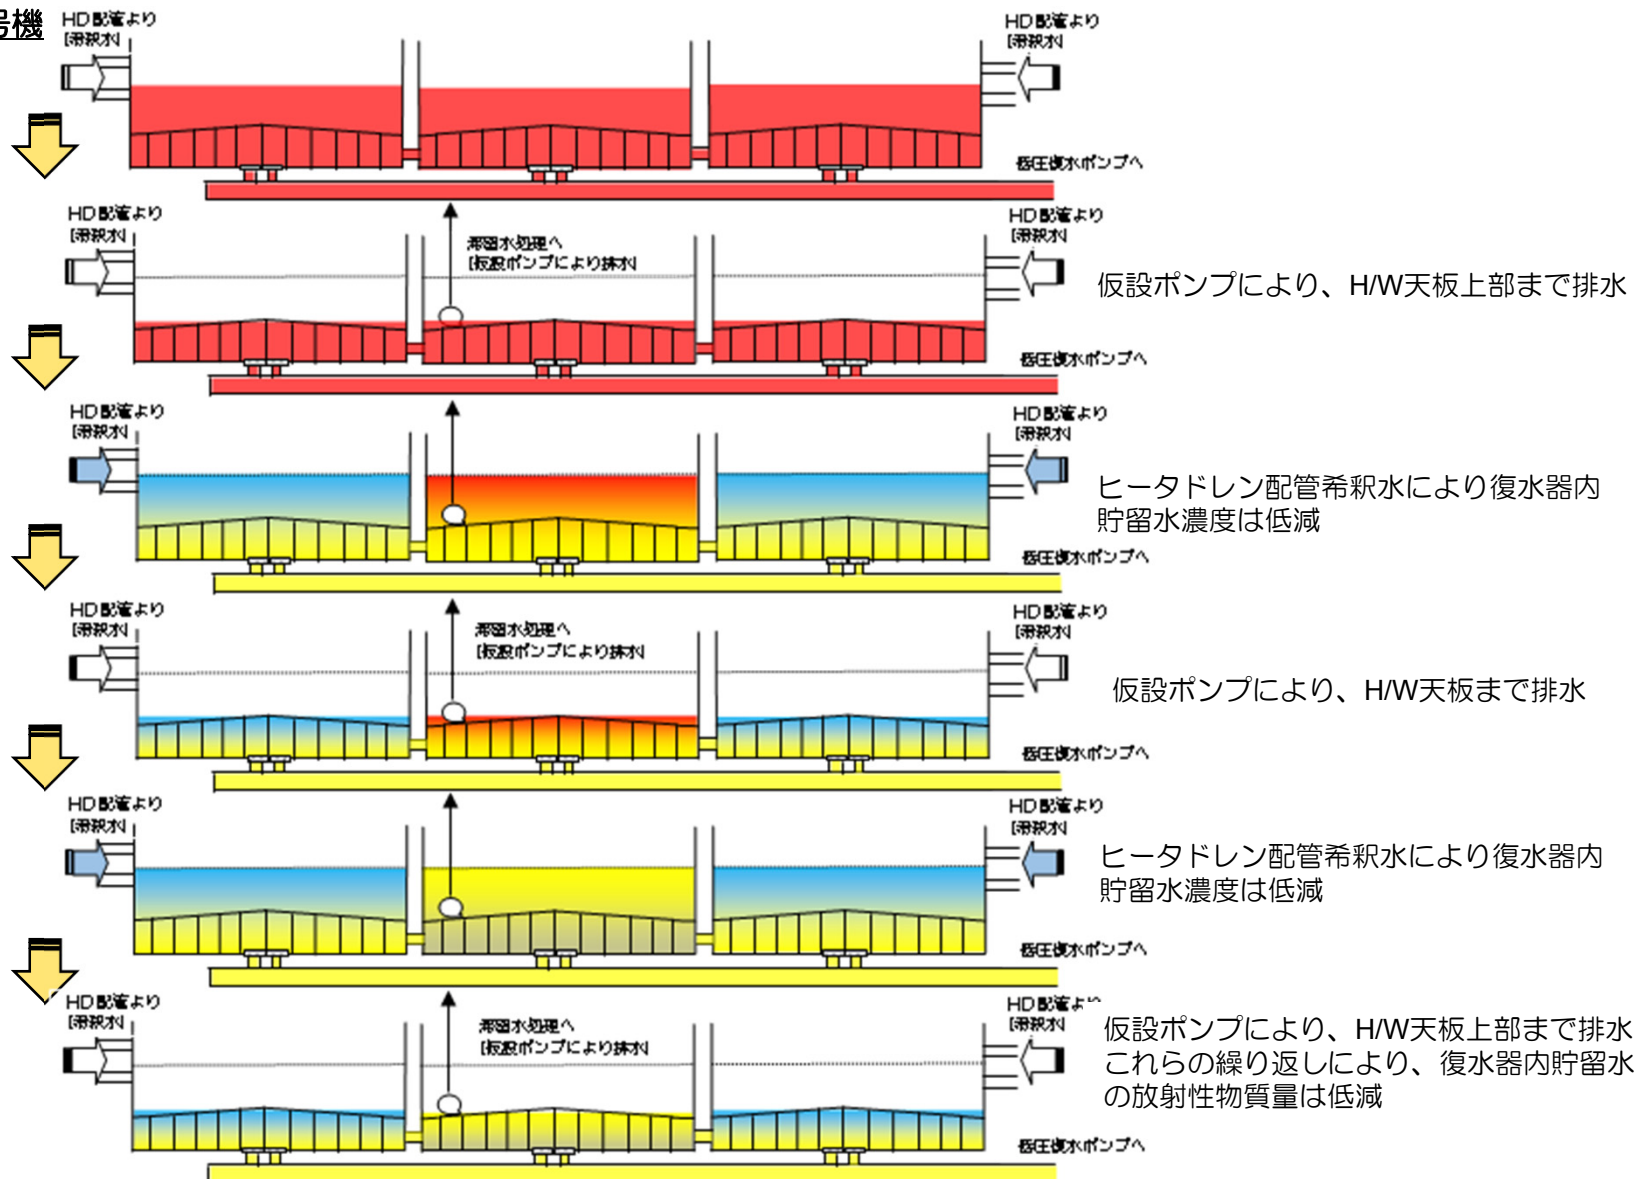 号機
HD配管より
[希釈水]
HD配管より
[希釈水]
低圧復水ポンプへ
HD配管より
[希釈水]
滞留水処理へ
[仮設ポンプにより排水]
HD配管より
[希釈水]
仮設ポンプにより、H/W天板上部まで排水
低圧復水ポンプへ
HD配管より
[希釈水]
HD配管より
[希釈水]
ヒータドレン配管希釈水により復水器内
貯留水濃度は低減
低圧復水ポンプへ
HD配管より
[希釈水]
滞留水処理へ
[仮設ポンプにより排水]
HD配管より
[希釈水]
仮設ポンプにより、H/W天板まで排水
低圧復水ポンプへ
HD配管より
[希釈水]
HD配管より
[希釈水]
ヒータドレン配管希釈水により復水器内
貯留水濃度は低減
低圧復水ポンプへ
HD配管より
[希釈水]
滞留水処理へ
[仮設ポンプにより排水]
HD配管より
[希釈水]
仮設ポンプにより、H/W天板上部まで排水
これらの繰り返しにより、復水器内貯留水
の放射性物質量は低減
低圧復水ポンプへ